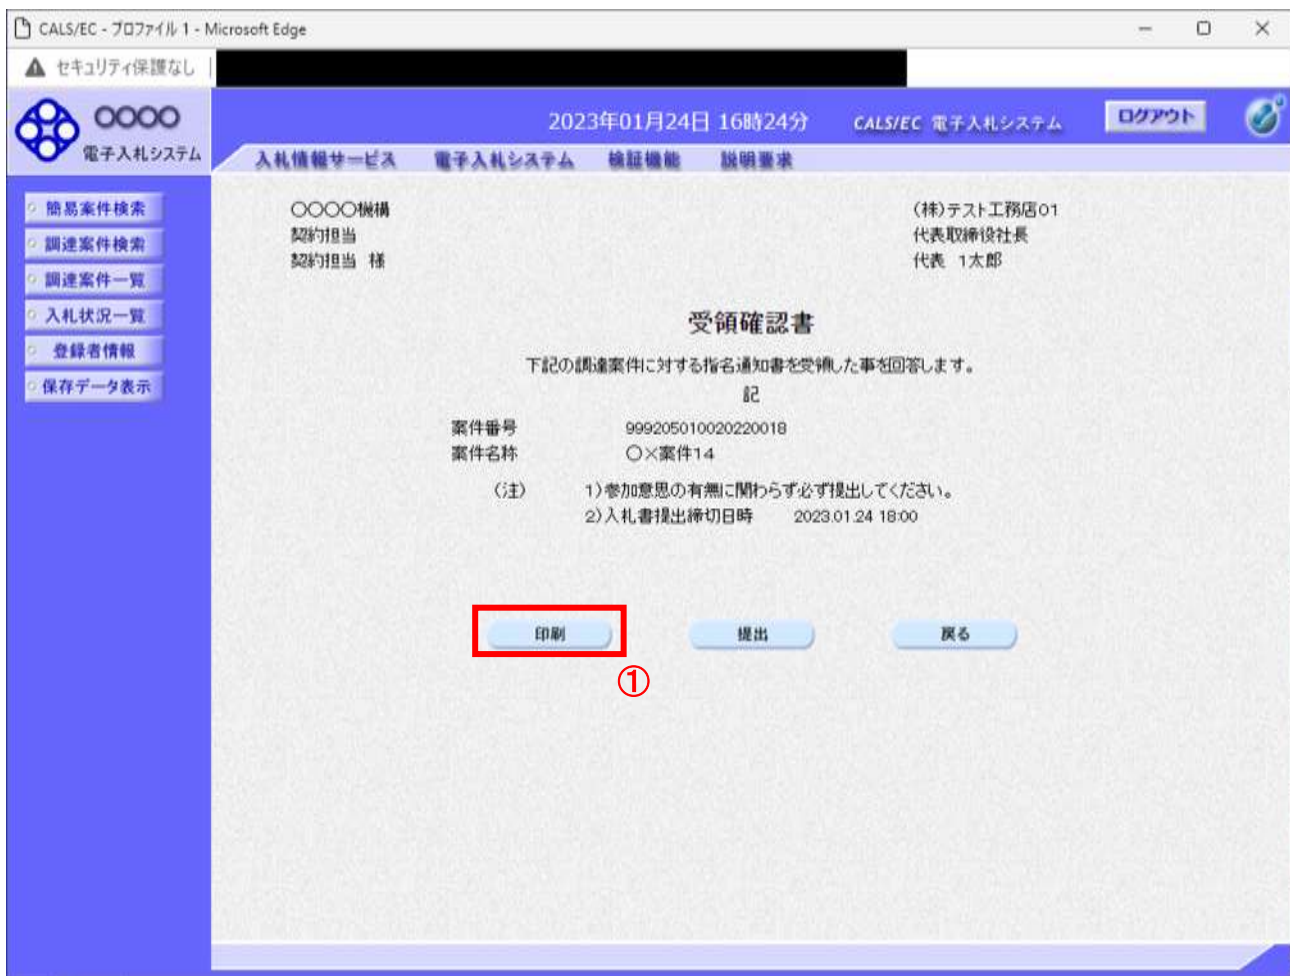 CALS/EC - プロファイル 1 - Microsoft Edge
セキュリティ保護なし
〇〇〇〇
電子入札システム
2023年01月24日 16時24分
CALS/EC 電子入札システム
ログアウト
入札情報サービス 電子入札システム 検証機能 説明要求
簡易案件検索
調達案件検索
調達案件一覧
入札状況一覧
登録者情報
保存データ表示
〇〇〇〇機構
契約担当
契約担当 様
(株)テスト工務店01
代表取締役社長
代表 1太郎
受領確認書
下記の調達案件に対する指名通知書を受領した事を回答します。
記
案件番号 999205010020220018
案件名称 〇×案件14
(注) 1)参加意思の有無に関わらず必ず提出してください。
2)入札書提出締切日時 2023.01.24 18:00
印刷 提出 戻る
①